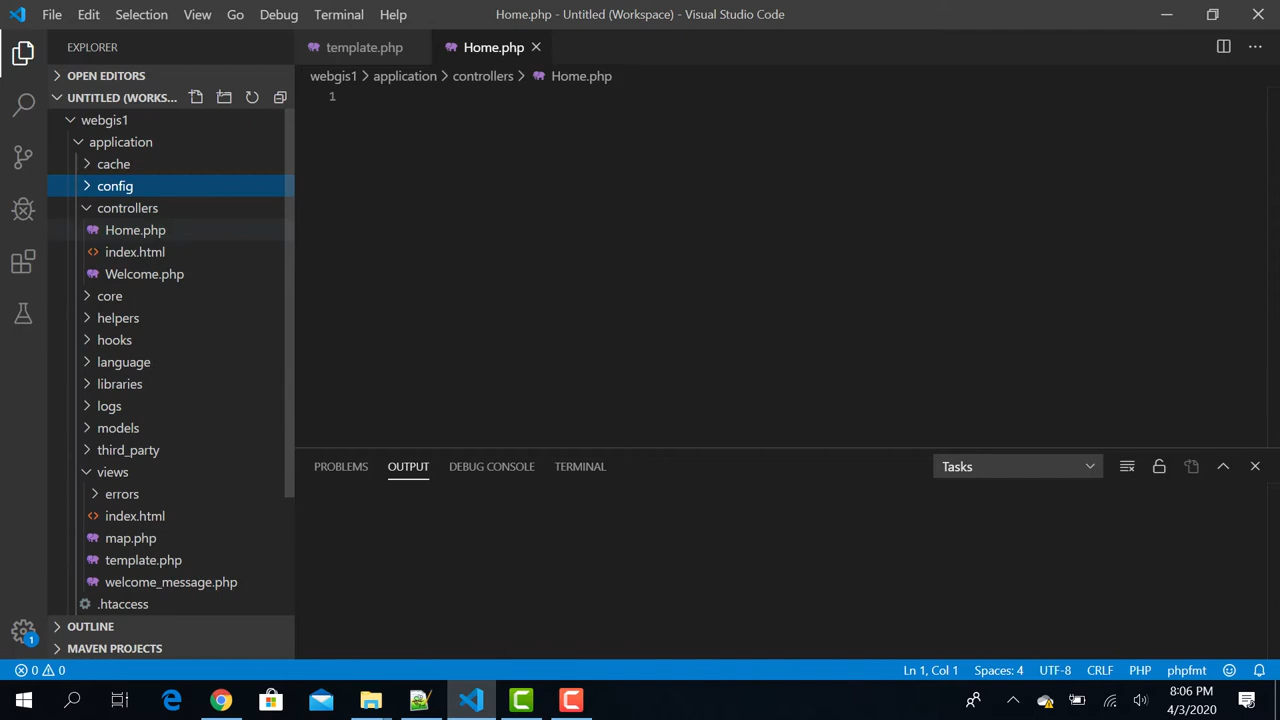 File Edit Selection View Go Debug Terminal Help Home.php - Untitled (Workspace) - Visual Studio Code
EXPLORER
template.php Home.php
OPEN EDITORS
webgis1 application controllers Home.php
UNTITLED (WORKS...
1
webgis1
application
cache
config
controllers
Home.php
index.html
Welcome.php
core
helpers
hooks
language
libraries
logs
models
third_party
views
errors
index.html
map.php
template.php
welcome_message.php
.htaccess
OUTLINE
MAVEN PROJECTS
PROBLEMS OUTPUT DEBUG CONSOLE TERMINAL Tasks
1
0 0 Ln 1, Col 1 Spaces: 4 UTF-8 CRLF PHP phpfmt
8:06 PM
4/3/2020